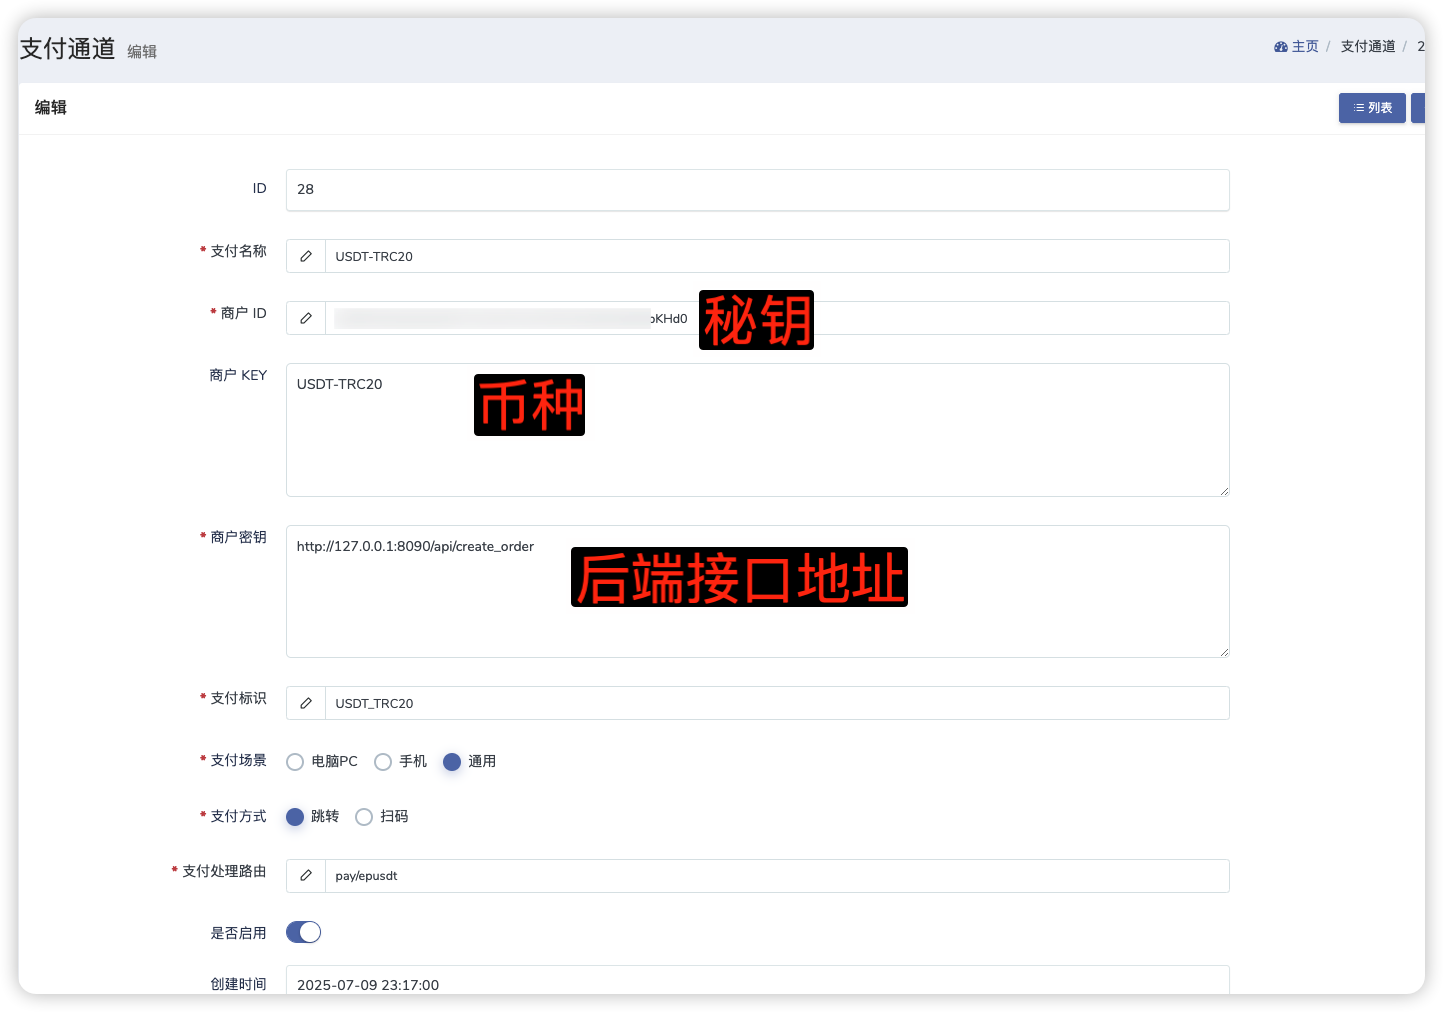 支付通道 编辑
主页 / 支付通道 / 2
编辑
列表
ID 28
* 支付名称 USDT-TRC20
* 商户 ID KHd0 秘钥
商户 KEY USDT-TRC20
币种
* 商户密钥 http://127.0.0.1:8090/api/create_order
后端接口地址
* 支付标识 USDT_TRC20
* 支付场景 电脑PC 手机 通用
* 支付方式 跳转 扫码
* 支付处理路由 pay/epusdt
是否启用
创建时间 2025-07-09 23:17:00